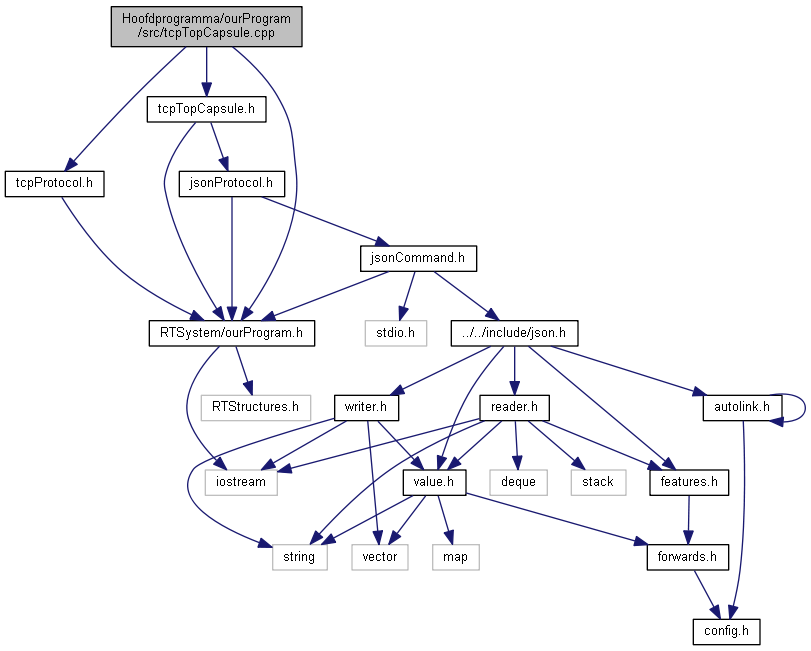 Hoofdprogramma/ourProgram
/src/tcpTopCapsule.cpp
tcpTopCapsule.h
tcpProtocol.h
jsonProtocol.h
jsonCommand.h
RTSystem/ourProgram.h
stdio.h
../../include/json.h
RTStructures.h
writer.h
reader.h
autolink.h
iostream
value.h
deque
stack
features.h
string
vector
map
forwards.h
config.h